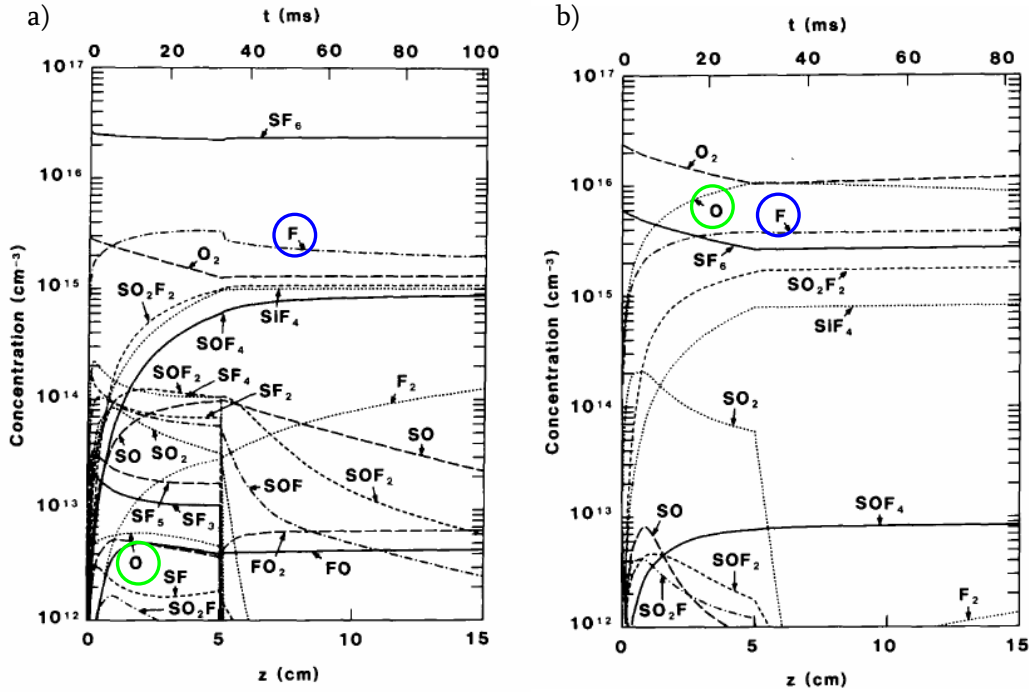 a)
t (ms)
0 20 40 60 80 100
10¹⁷
10¹⁶
10¹⁵
10¹⁴
10¹³
10¹²
Concentration (cm⁻³)
SF₆
F
O₂
SO₂F₂
SiF₄
SOF₄
SOF₂
SF₄
SF₂
F₂
SO
SO₂
SO
SOF
SOF₂
SF₅
SF₃
O
FO₂
FO
SF
SO₂F
0 5 10 15
z (cm)
b)
t (ms)
0 20 40 60 80
10¹⁷
10¹⁶
10¹⁵
10¹⁴
10¹³
10¹²
Concentration (cm⁻³)
O₂
O
F
SF₆
SO₂F₂
SiF₄
SO₂
SOF₄
SO
SOF₂
SO₂F
F₂
0 5 10 15
z (cm)